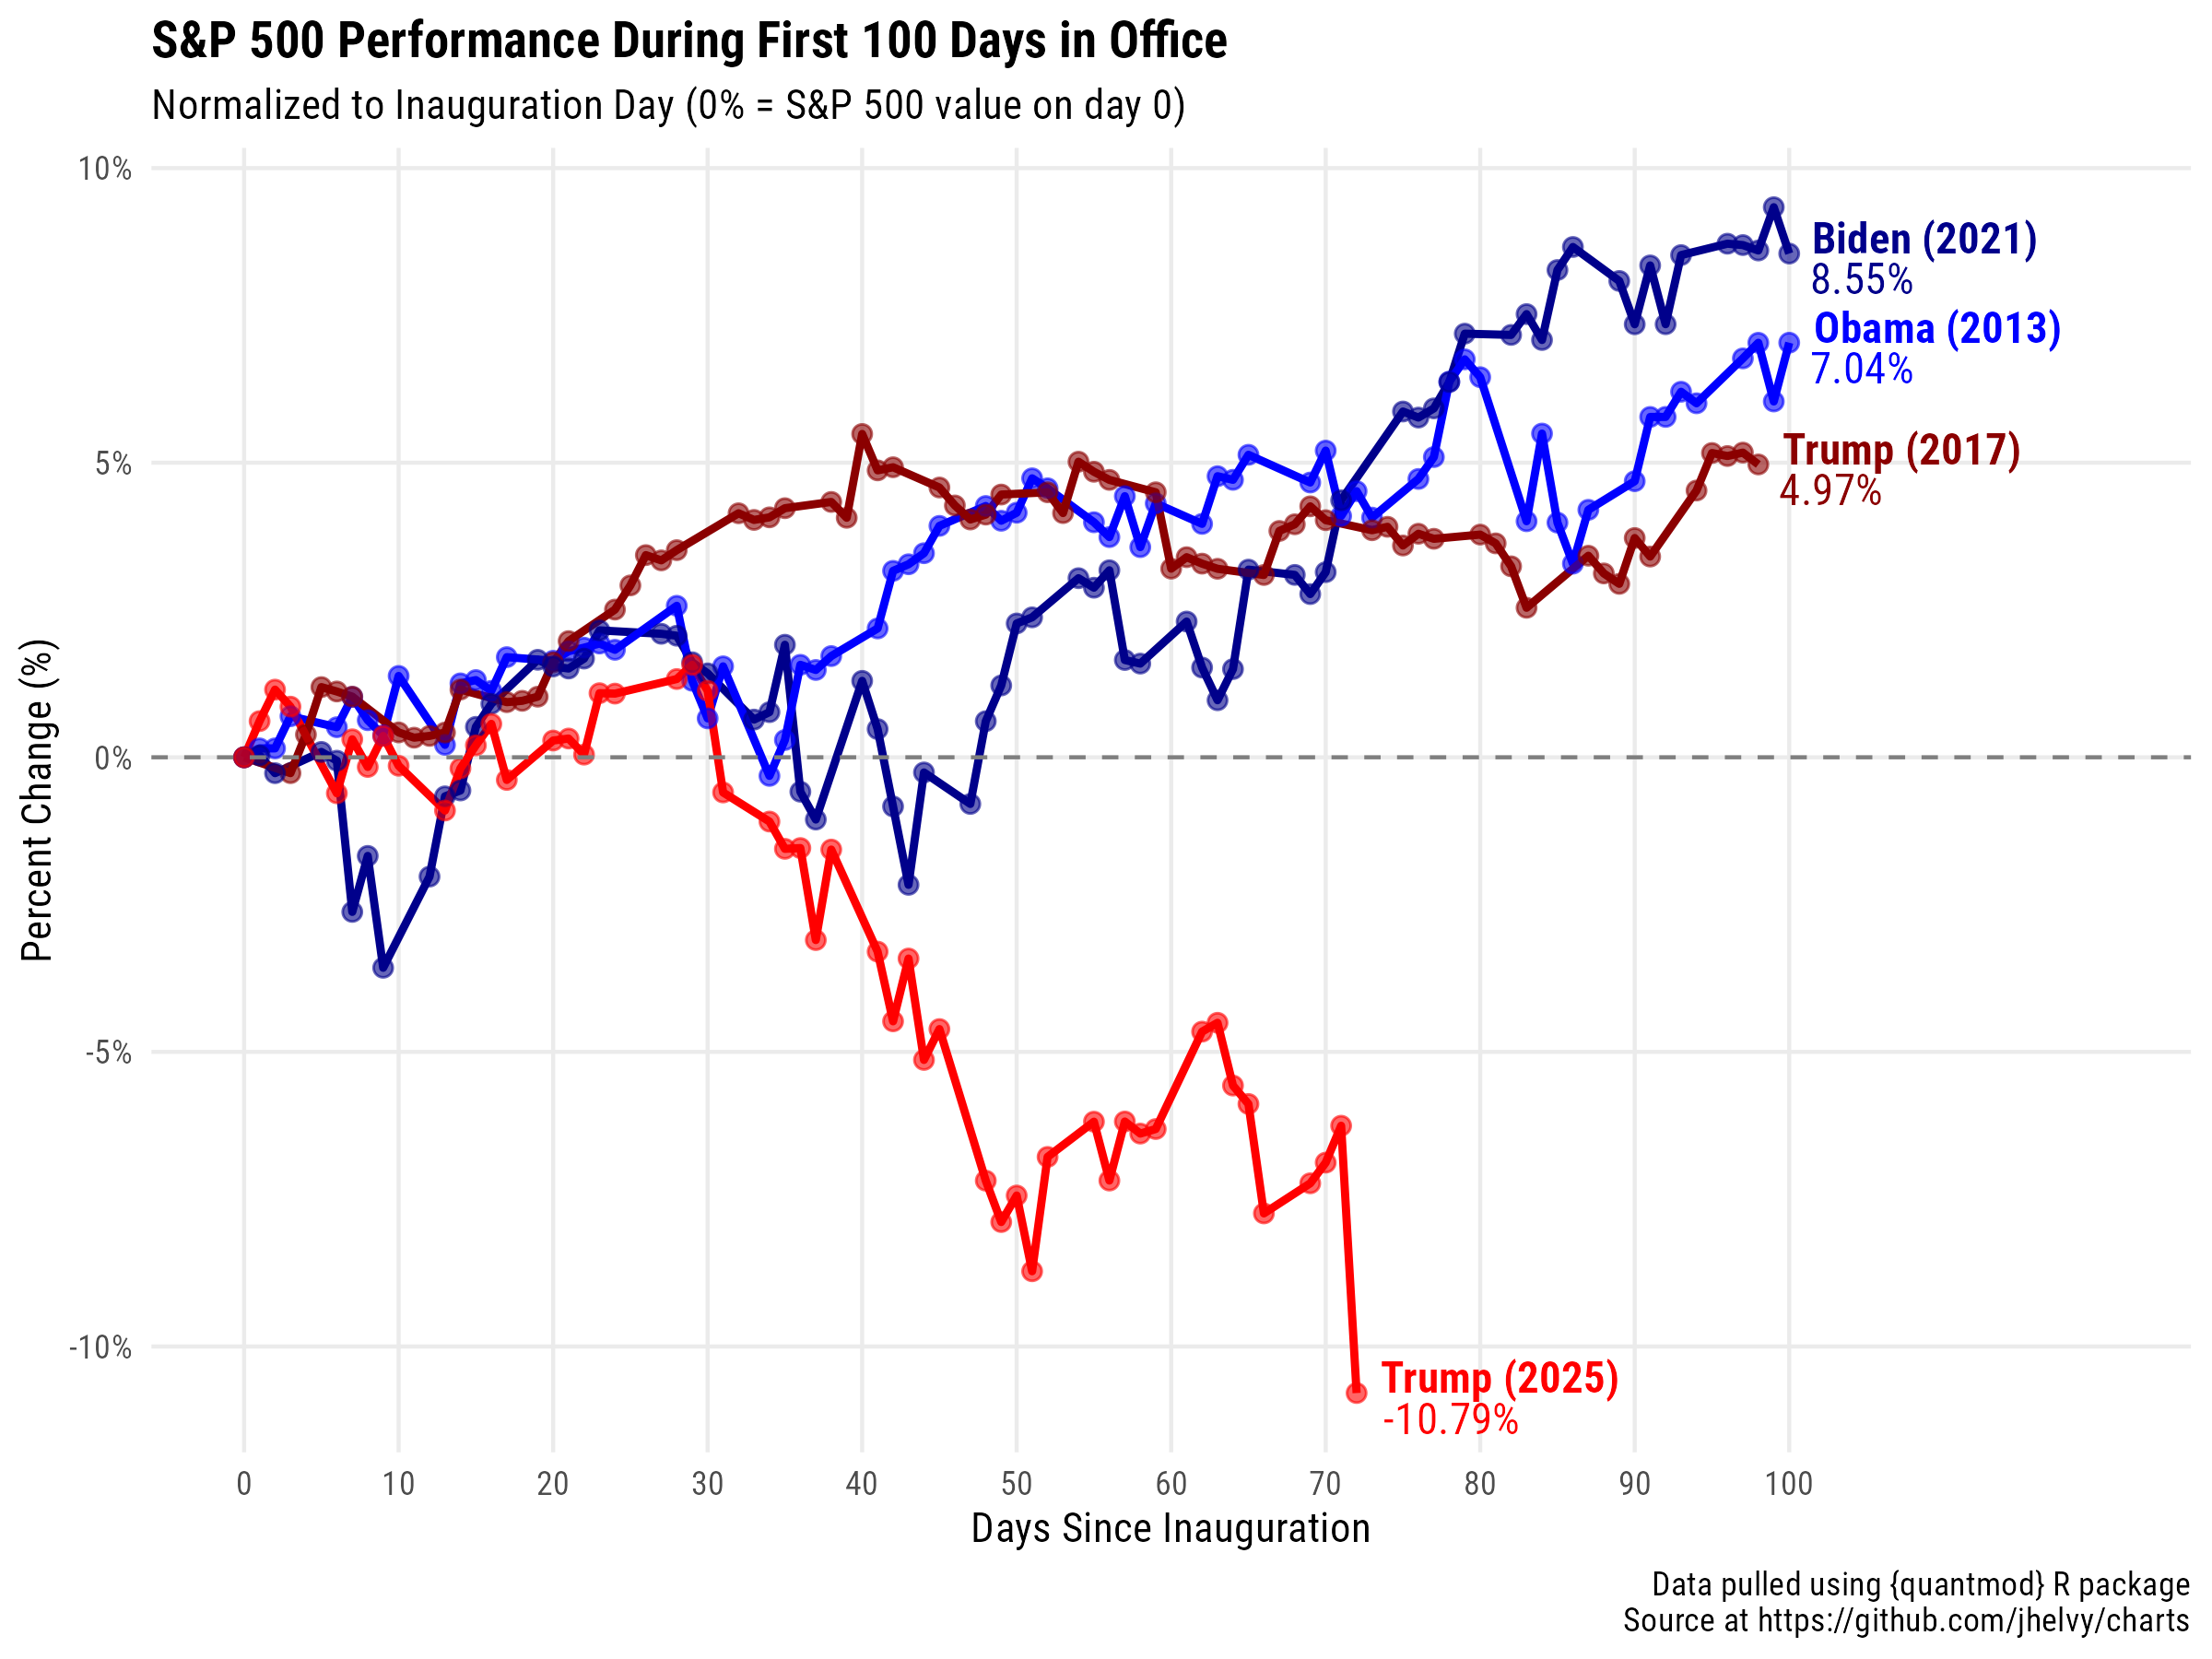 S&P 500 Performance During First 100 Days in Office
Normalized to Inauguration Day (0% = S&P 500 value on day 0)
10%
5%
0%
-5%
-10%
Percent Change (%)
Biden (2021)
8.55%
Obama (2013)
7.04%
Trump (2017)
4.97%
Trump (2025)
-10.79%
0 10 20 30 40 50 60 70 80 90 100
Days Since Inauguration
Data pulled using {quantmod} R package
Source at https://github.com/jhelvy/charts